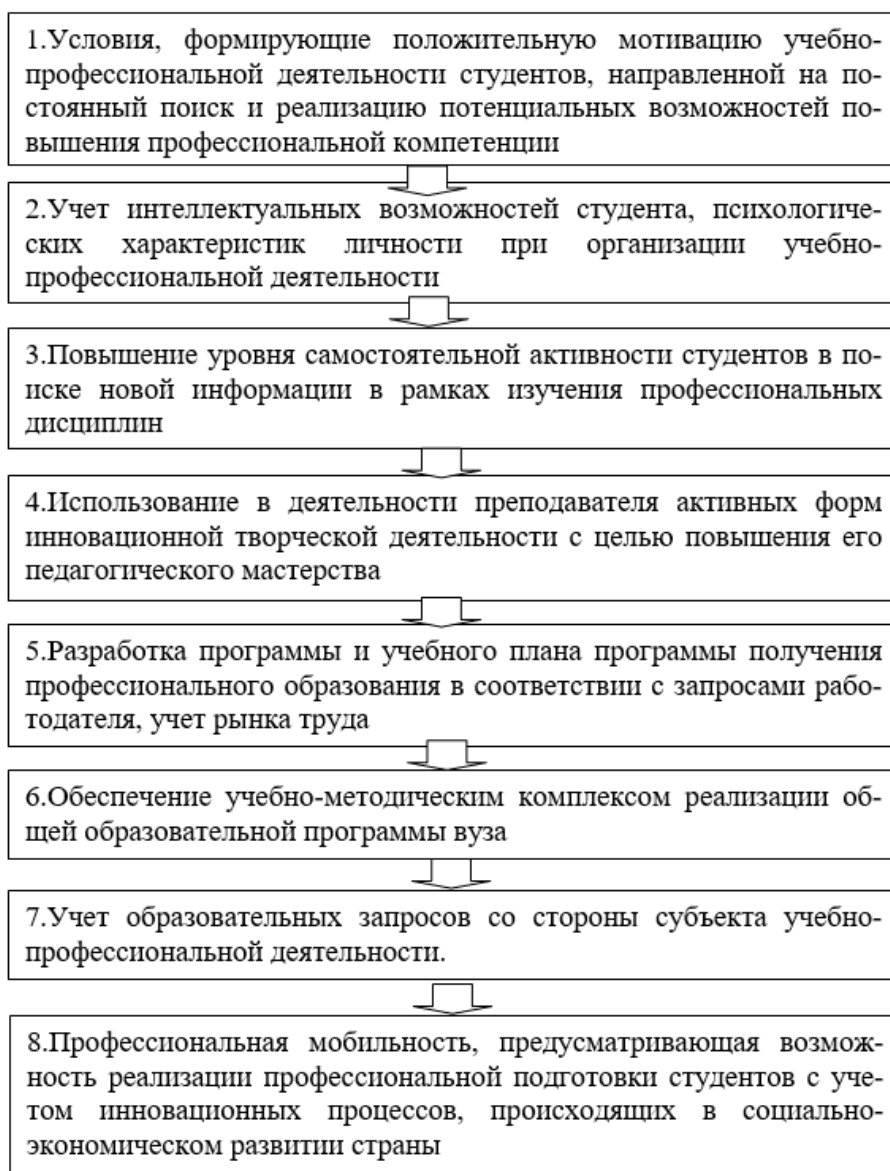 1.Условия, формирующие положительную мотивацию учебно-
профессиональной деятельности студентов, направленной на по-
стоянный поиск и реализацию потенциальных возможностей по-
вышения профессиональной компетенции
2.Учет интеллектуальных возможностей студента, психологиче-
ских характеристик личности при организации учебно-
профессиональной деятельности
3.Повышение уровня самостоятельной активности студентов в по-
иске новой информации в рамках изучения профессиональных
дисциплин
4.Использование в деятельности преподавателя активных форм
инновационной творческой деятельности с целью повышения его
педагогического мастерства
5.Разработка программы и учебного плана программы получения
профессионального образования в соответствии с запросами рабо-
тодателя, учет рынка труда
6.Обеспечение учебно-методическим комплексом реализации об-
щей образовательной программы вуза
7.Учет образовательных запросов со стороны субъекта учебно-
профессиональной деятельности.
8.Профессиональная мобильность, предусматривающая возмож-
ность реализации профессиональной подготовки студентов с уче-
том инновационных процессов, происходящих в социально-
экономическом развитии страны